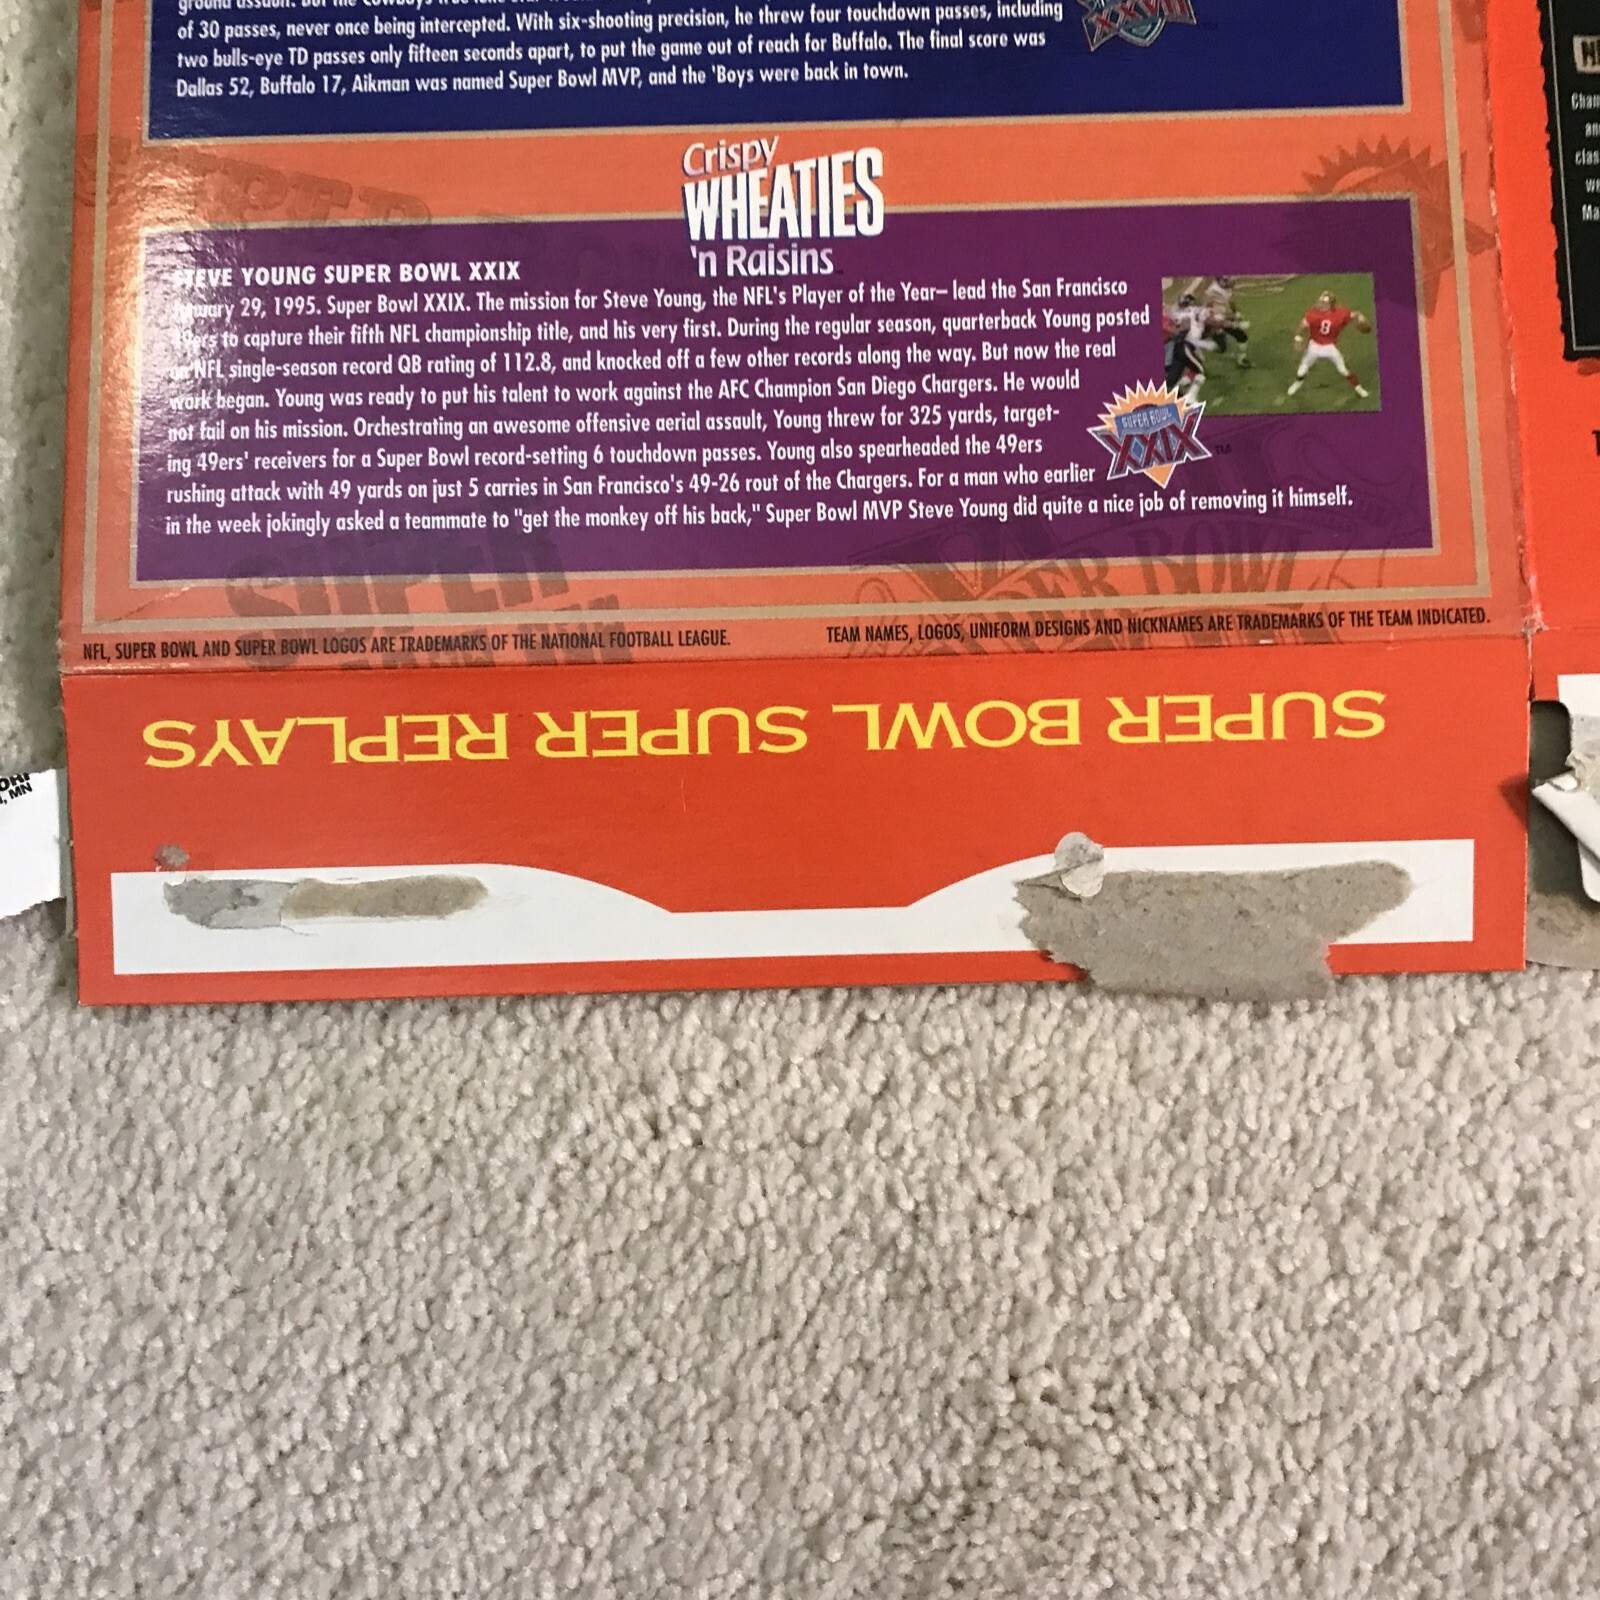 of 30 passes, never once being intercepted. With six-shooting precision, he threw four touchdown passes, including
two bulls-eye TD passes only fifteen seconds apart, to put the game out of reach for Buffalo. The final score was
Dallas 52, Buffalo 17, Aikman was named Super Bowl MVP, and the 'Boys were back in town.
XXVII
Crispy
WHEATIES
'n Raisins
STEVE YOUNG SUPER BOWL XXIX
January 29, 1995. Super Bowl XXIX. The mission for Steve Young, the NFL's Player of the Year– lead the San Francisco
49ers to capture their fifth NFL championship title, and his very first. During the regular season, quarterback Young posted
an NFL single-season record QB rating of 112.8, and knocked off a few other records along the way. But now the real
work began. Young was ready to put his talent to work against the AFC Champion San Diego Chargers. He would
not fail on his mission. Orchestrating an awesome offensive aerial assault, Young threw for 325 yards, target-
ing 49ers' receivers for a Super Bowl record-setting 6 touchdown passes. Young also spearheaded the 49ers
rushing attack with 49 yards on just 5 carries in San Francisco's 49-26 rout of the Chargers. For a man who earlier
in the week jokingly asked a teammate to "get the monkey off his back," Super Bowl MVP Steve Young did quite a nice job of removing it himself.
8
SUPER BOWL
XXIX
TM
NFL, SUPER BOWL AND SUPER BOWL LOGOS ARE TRADEMARKS OF THE NATIONAL FOOTBALL LEAGUE.
TEAM NAMES, LOGOS, UNIFORM DESIGNS AND NICKNAMES ARE TRADEMARKS OF THE TEAM INDICATED.
SUPER BOWL SUPER REPLAYS
, MN